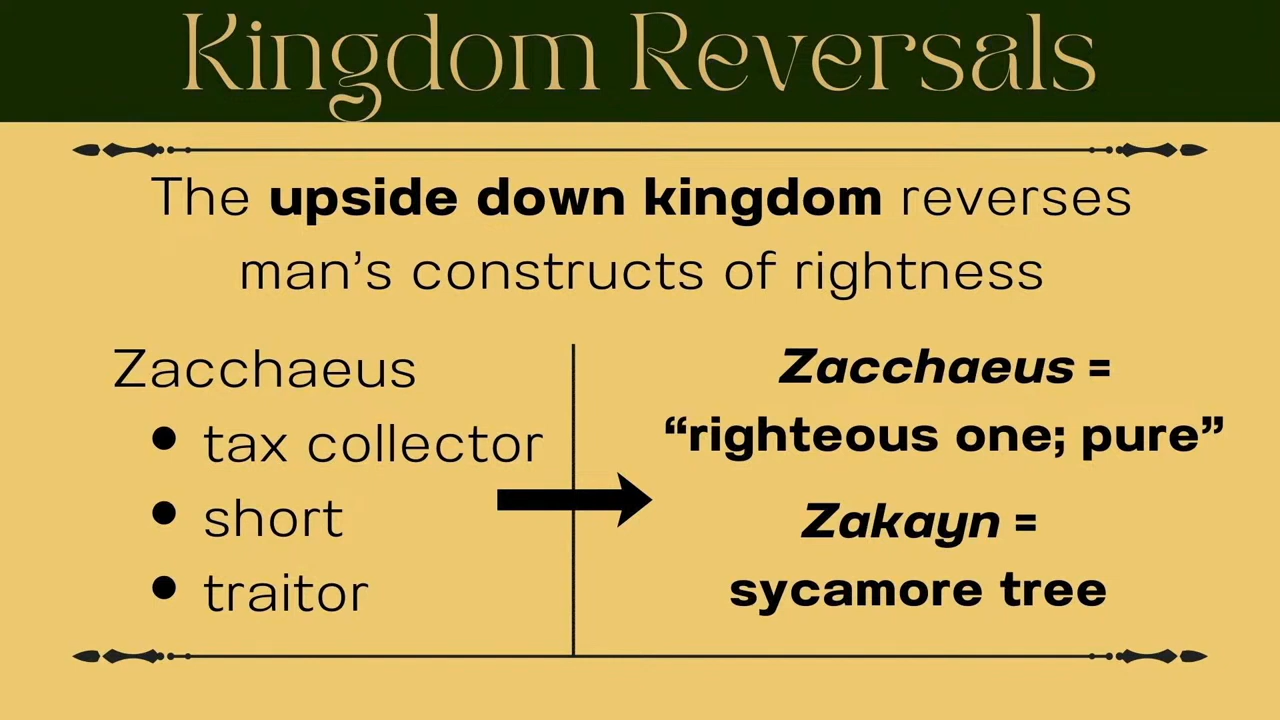 Kingdom Reversals
The upside down kingdom reverses
man's constructs of rightness
Zacchaeus
• tax collector
• short
• traitor
Zacchaeus =
“righteous one; pure”
Zakayn =
sycamore tree